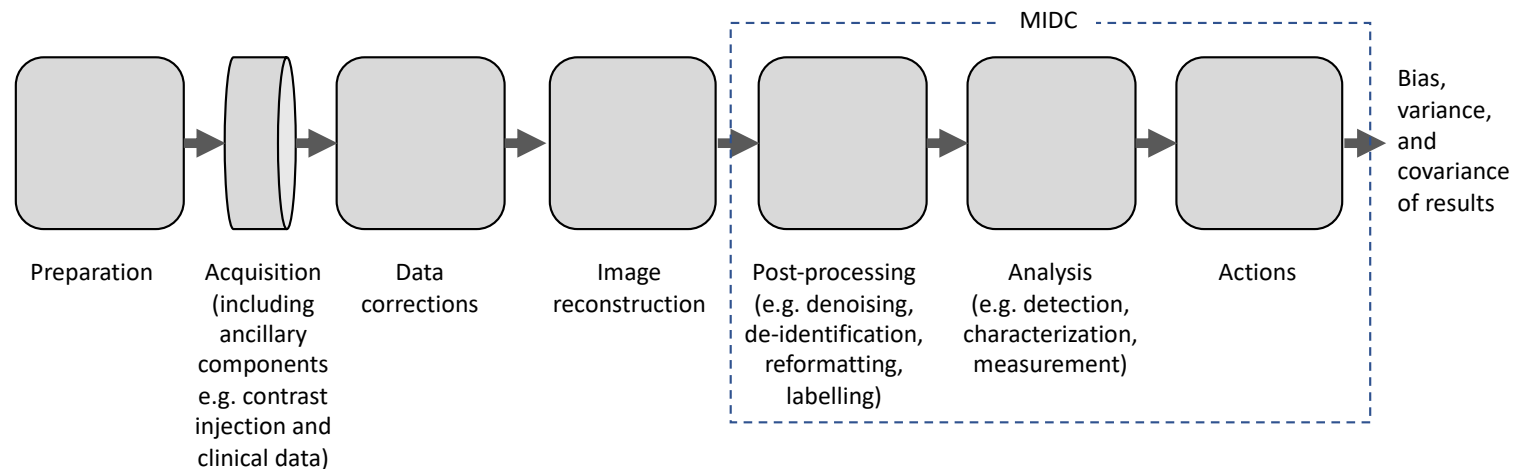 MIDC
Preparation
Acquisition
(including
ancillary
components
e.g. contrast
injection and
clinical data)
Data
corrections
Image
reconstruction
Post-processing
(e.g. denoising,
de-identification,
reformatting,
labelling)
Analysis
(e.g. detection,
characterization,
measurement)
Actions
Bias,
variance,
and
covariance
of results